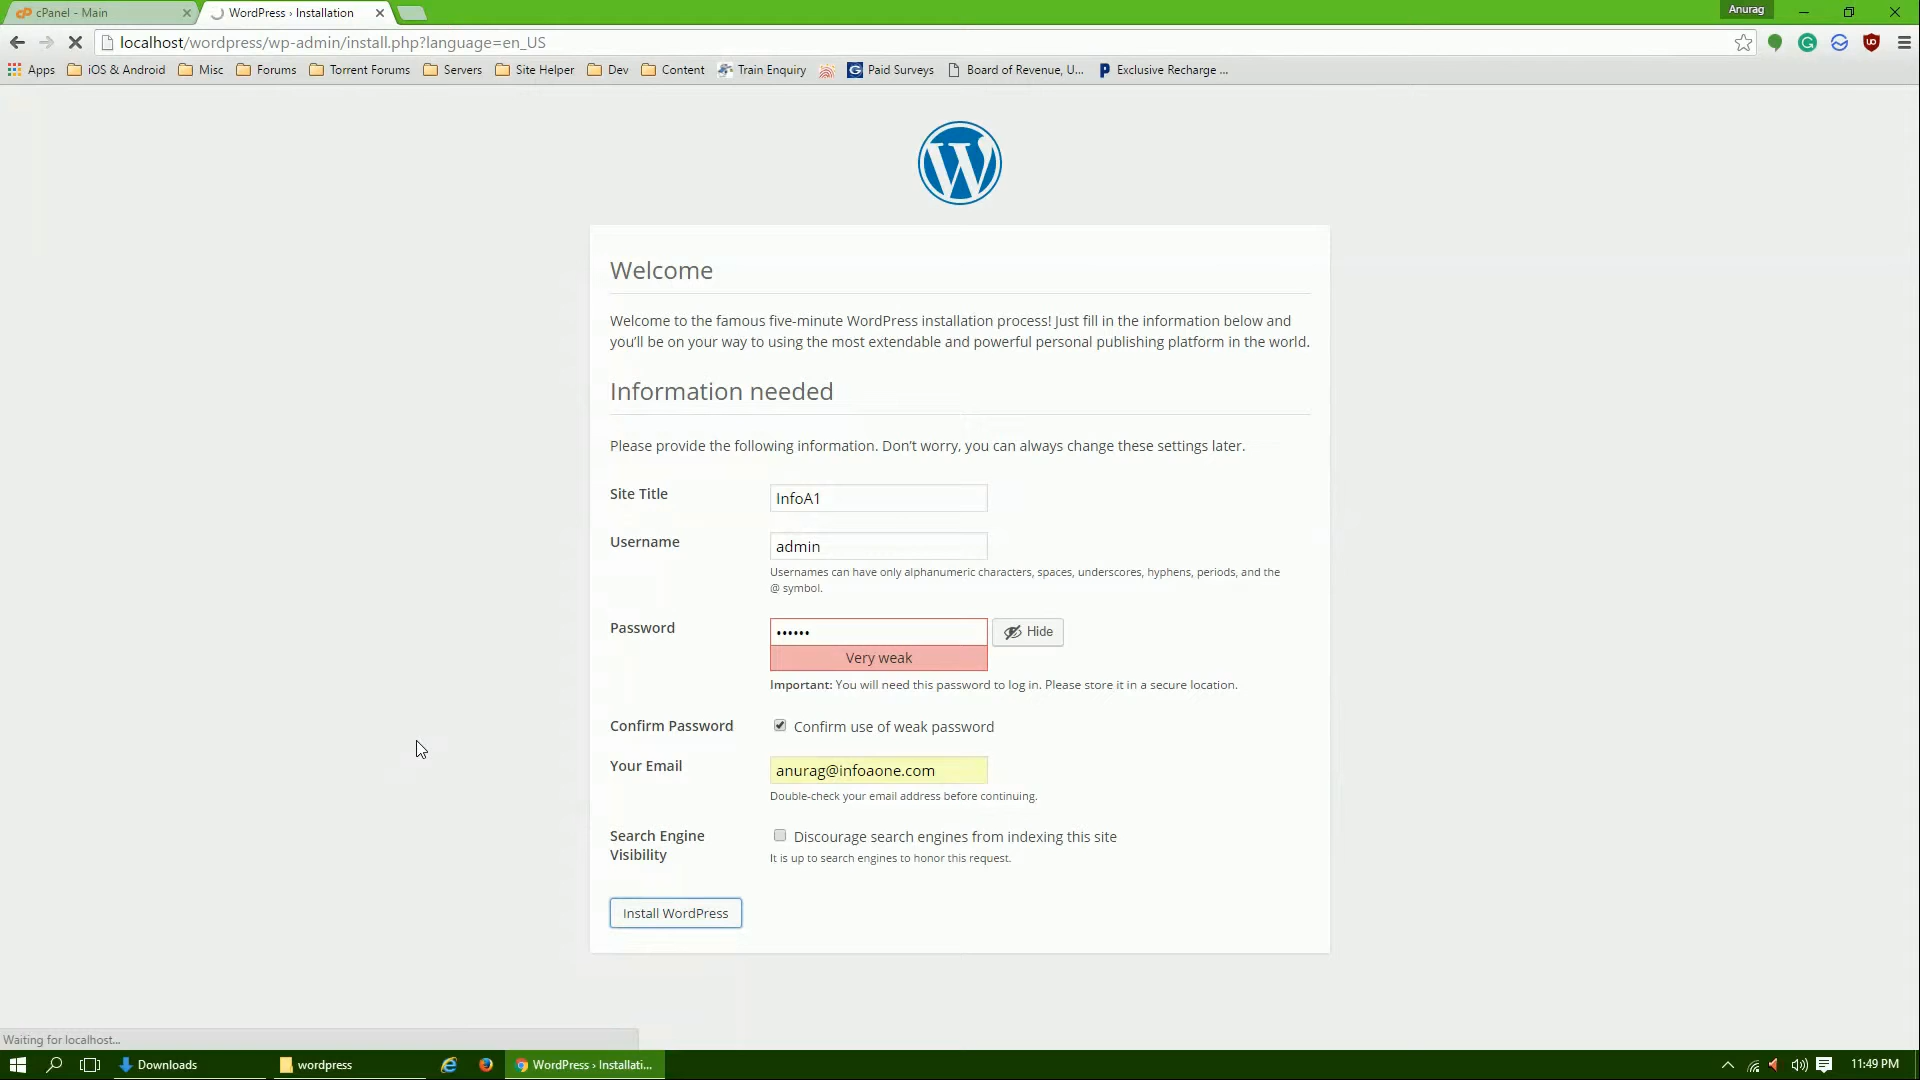 cPanel - Main
WordPress › Installation
Anurag
localhost/wordpress/wp-admin/install.php?language=en_US
Apps
iOS & Android
Misc
Forums
Torrent Forums
Servers
Site Helper
Dev
Content
Train Enquiry
Paid Surveys
Board of Revenue, U...
Exclusive Recharge ...
Welcome
Welcome to the famous five-minute WordPress installation process! Just fill in the information below and
you’ll be on your way to using the most extendable and powerful personal publishing platform in the world.
Information needed
Please provide the following information. Don’t worry, you can always change these settings later.
Site Title
InfoA1
Username
admin
Usernames can have only alphanumeric characters, spaces, underscores, hyphens, periods, and the
@ symbol.
Password
••••••
Hide
Very weak
Important: You will need this password to log in. Please store it in a secure location.
Confirm Password
Confirm use of weak password
Your Email
anurag@infoaone.com
Double-check your email address before continuing.
Search Engine
Visibility
Discourage search engines from indexing this site
It is up to search engines to honor this request.
Install WordPress
Waiting for localhost...
Downloads
wordpress
WordPress › Installati...
11:49 PM